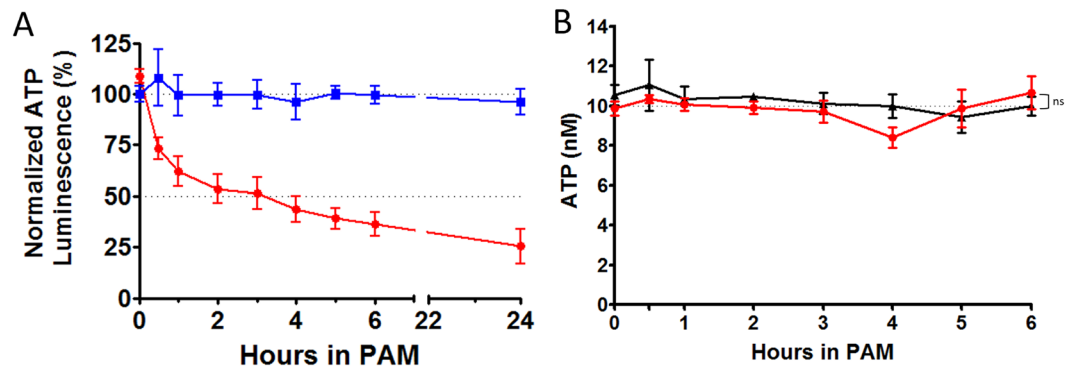 A
Normalized ATP
Luminescence (%)
125
100
75
50
25
0
0 2 4 6 22 24
Hours in PAM
B
ATP (nM)
14
12
10
8
6
4
2
0
0 1 2 3 4 5 6
Hours in PAM
ns